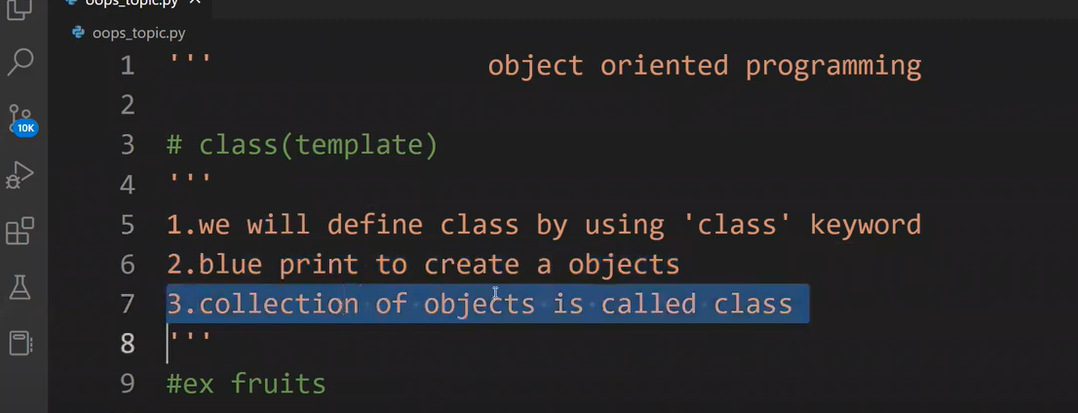 oops_topic.py
oops_topic.py
1 ''' object oriented programming
2
3 # class(template)
4 '''
5 1.we will define class by using 'class' keyword
6 2.blue print to create a objects
7 3.collection of objects is called class
8 '''
9 #ex fruits
10K